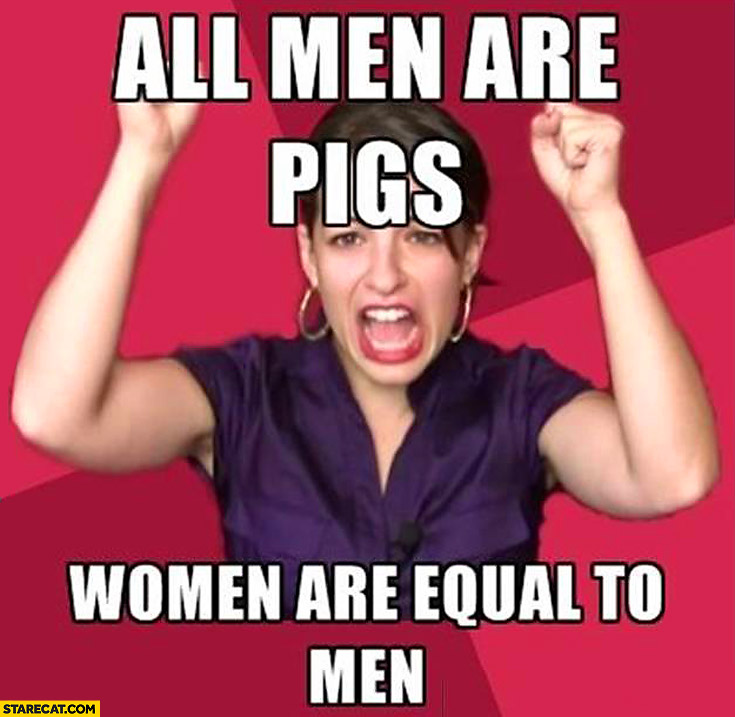 ALL MEN ARE
PIGS
WOMEN ARE EQUAL TO
MEN
STARECAT.COM